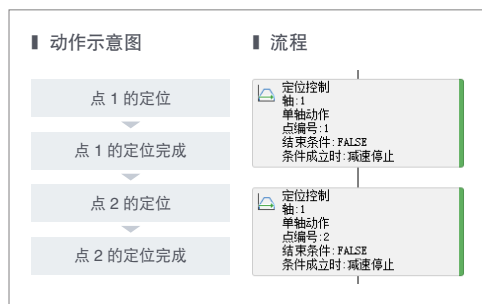 动作示意图
流程
点 1 的定位
点 1 的定位完成
点 2 的定位
点 2 的定位完成
定位控制
轴:1
单轴动作
点编号:1
结束条件:FALSE
条件成立时:减速停止
定位控制
轴:1
单轴动作
点编号:2
结束条件:FALSE
条件成立时:减速停止